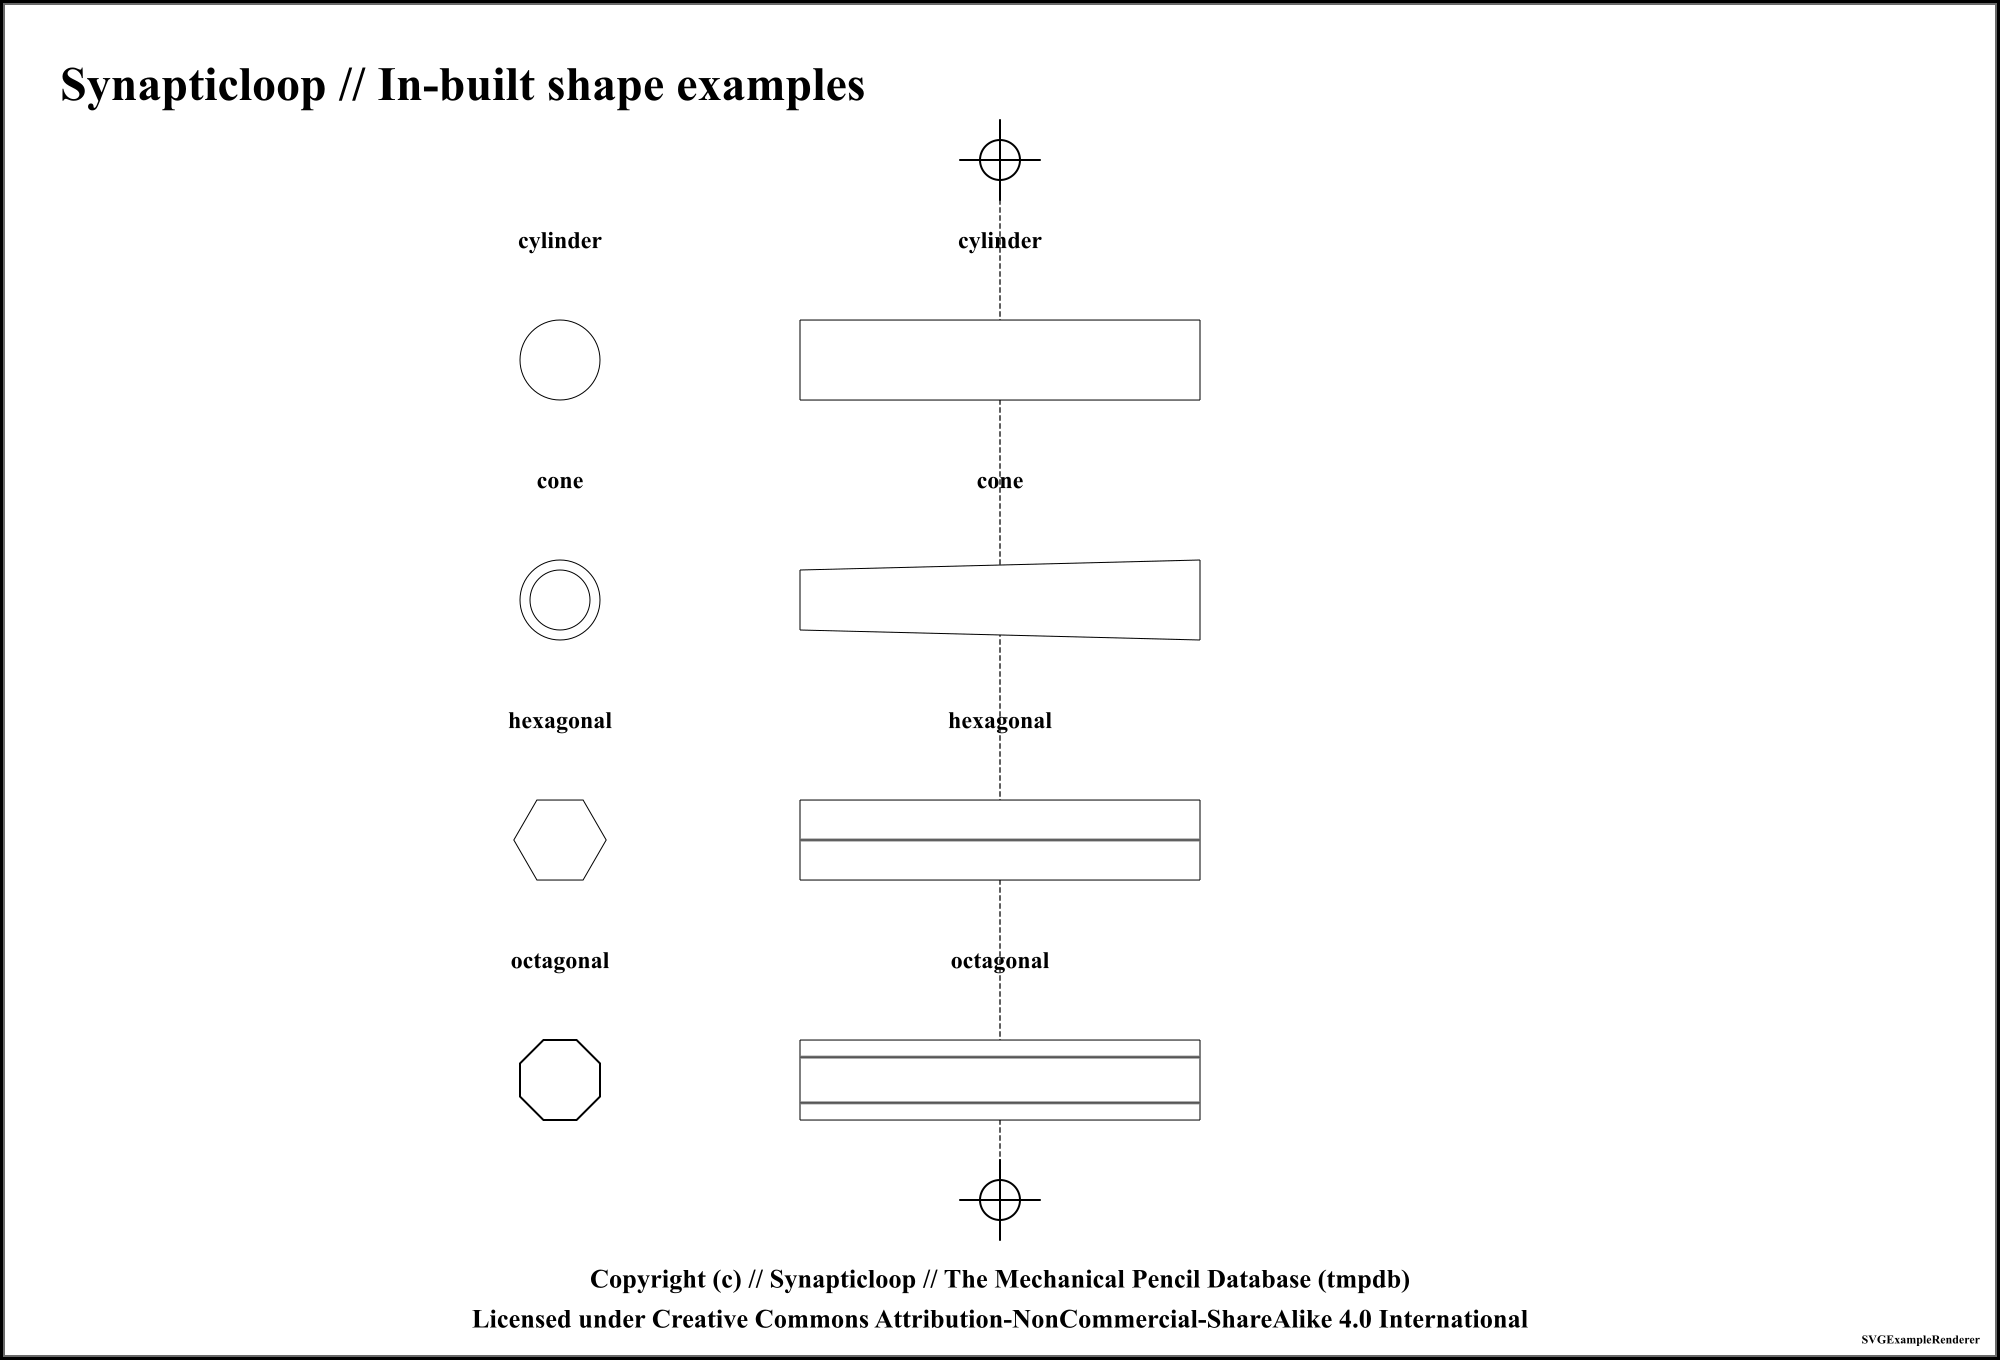 Synapticloop // In-built shape examples
cylinder
cylinder
cone
cone
hexagonal
hexagonal
octagonal
octagonal
Copyright (c) // Synapticloop // The Mechanical Pencil Database (tmpdb)
Licensed under Creative Commons Attribution-NonCommercial-ShareAlike 4.0 International
SVGExampleRenderer